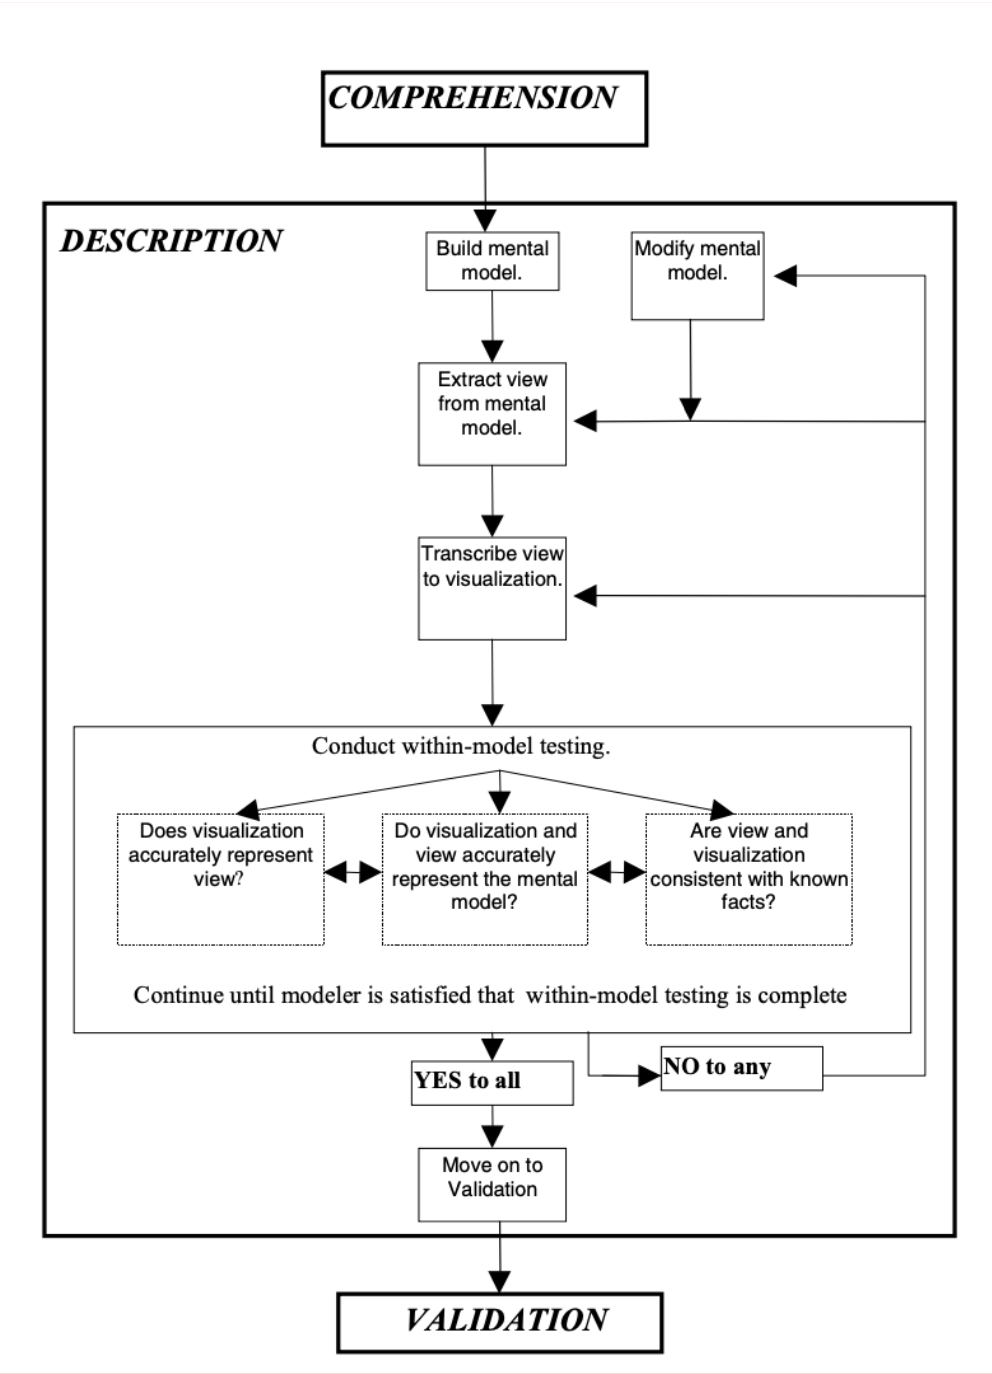 COMPREHENSION
DESCRIPTION
Build mental
model.
Modify mental
model.
Extract view
from mental
model.
Transcribe view
to visualization.
Conduct within-model testing.
Does visualization
accurately represent
view?
Do visualization and
view accurately
represent the mental
model?
Are view and
visualization
consistent with known
facts?
Continue until modeler is satisfied that within-model testing is complete
YES to all
NO to any
Move on to
Validation
VALIDATION